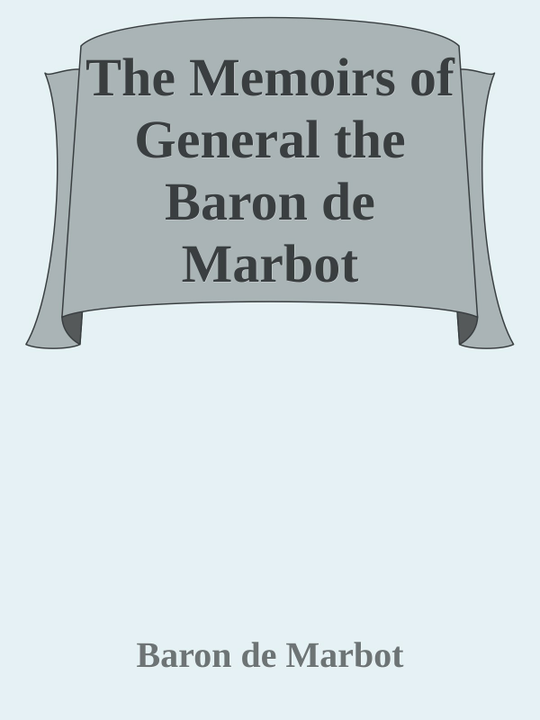 The Memoirs of
General the
Baron de
Marbot
Baron de Marbot